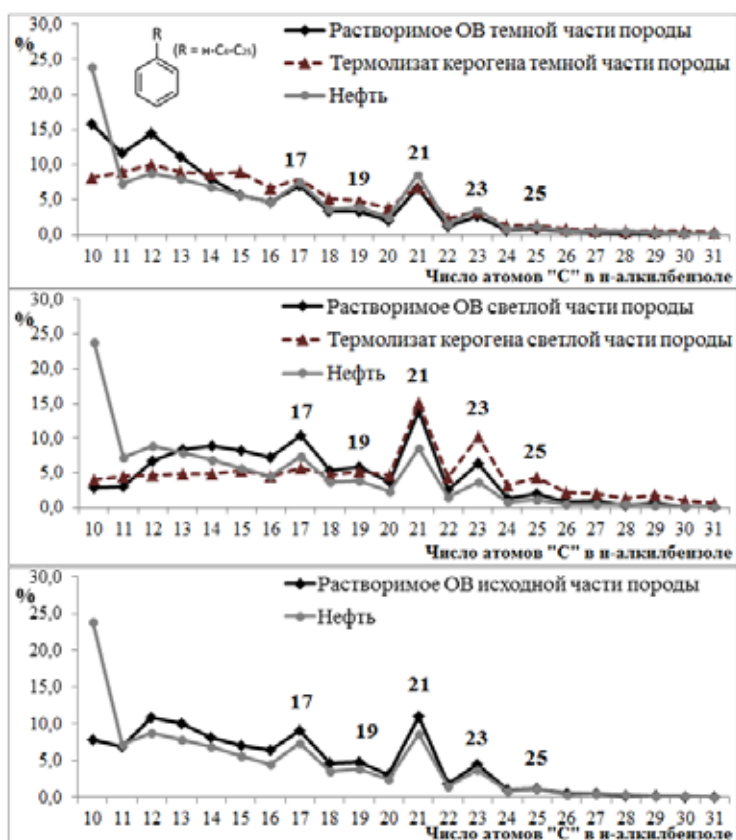 %
30,0
25,0
20,0
15,0
10,0
5,0
0,0
R
(R = н-C₄-C₂₅)
Растворимое ОВ темной части породы
Термолизат керогена темной части породы
Нефть
17
19
21
23
25
10 11 12 13 14 15 16 17 18 19 20 21 22 23 24 25 26 27 28 29 30 31
Число атомов "С" в н-алкилбензоле
%
30,0
25,0
20,0
15,0
10,0
5,0
0,0
Растворимое ОВ светлой части породы
Термолизат керогена светлой части породы
Нефть
17
19
21
23
25
10 11 12 13 14 15 16 17 18 19 20 21 22 23 24 25 26 27 28 29 30 31
Число атомов "С" в н-алкилбензоле
%
30,0
25,0
20,0
15,0
10,0
5,0
0,0
Растворимое ОВ исходной части породы
Нефть
17
19
21
23
25
10 11 12 13 14 15 16 17 18 19 20 21 22 23 24 25 26 27 28 29 30 31
Число атомов "С" в н-алкилбензоле